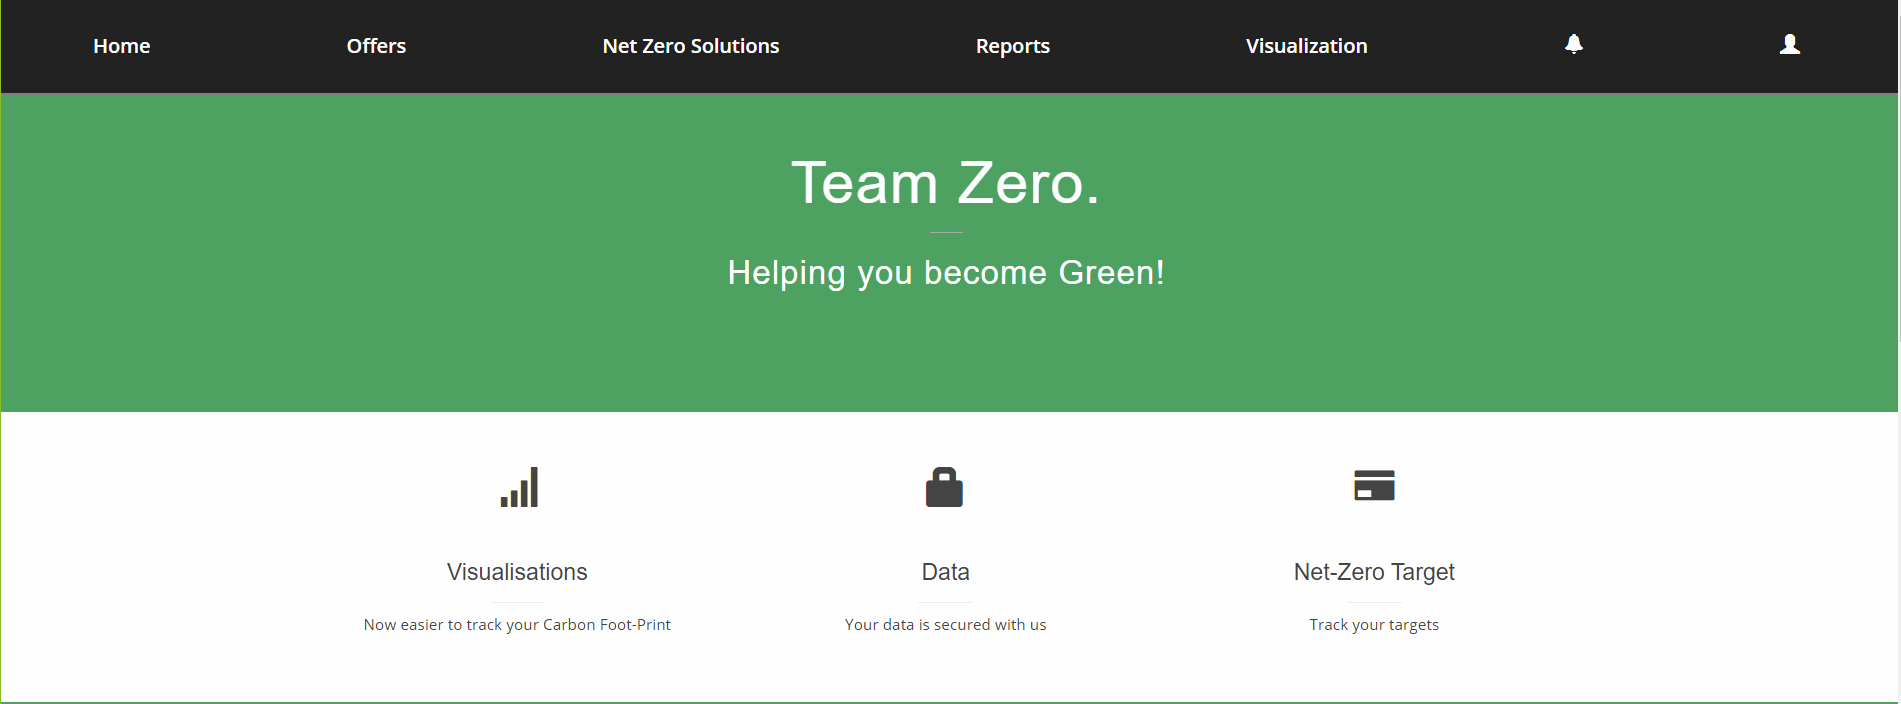 Home Offers Net Zero Solutions Reports Visualization
Team Zero.
Helping you become Green!
Visualisations Data Net-Zero Target
Now easier to track your Carbon Foot-Print Your data is secured with us Track your targets